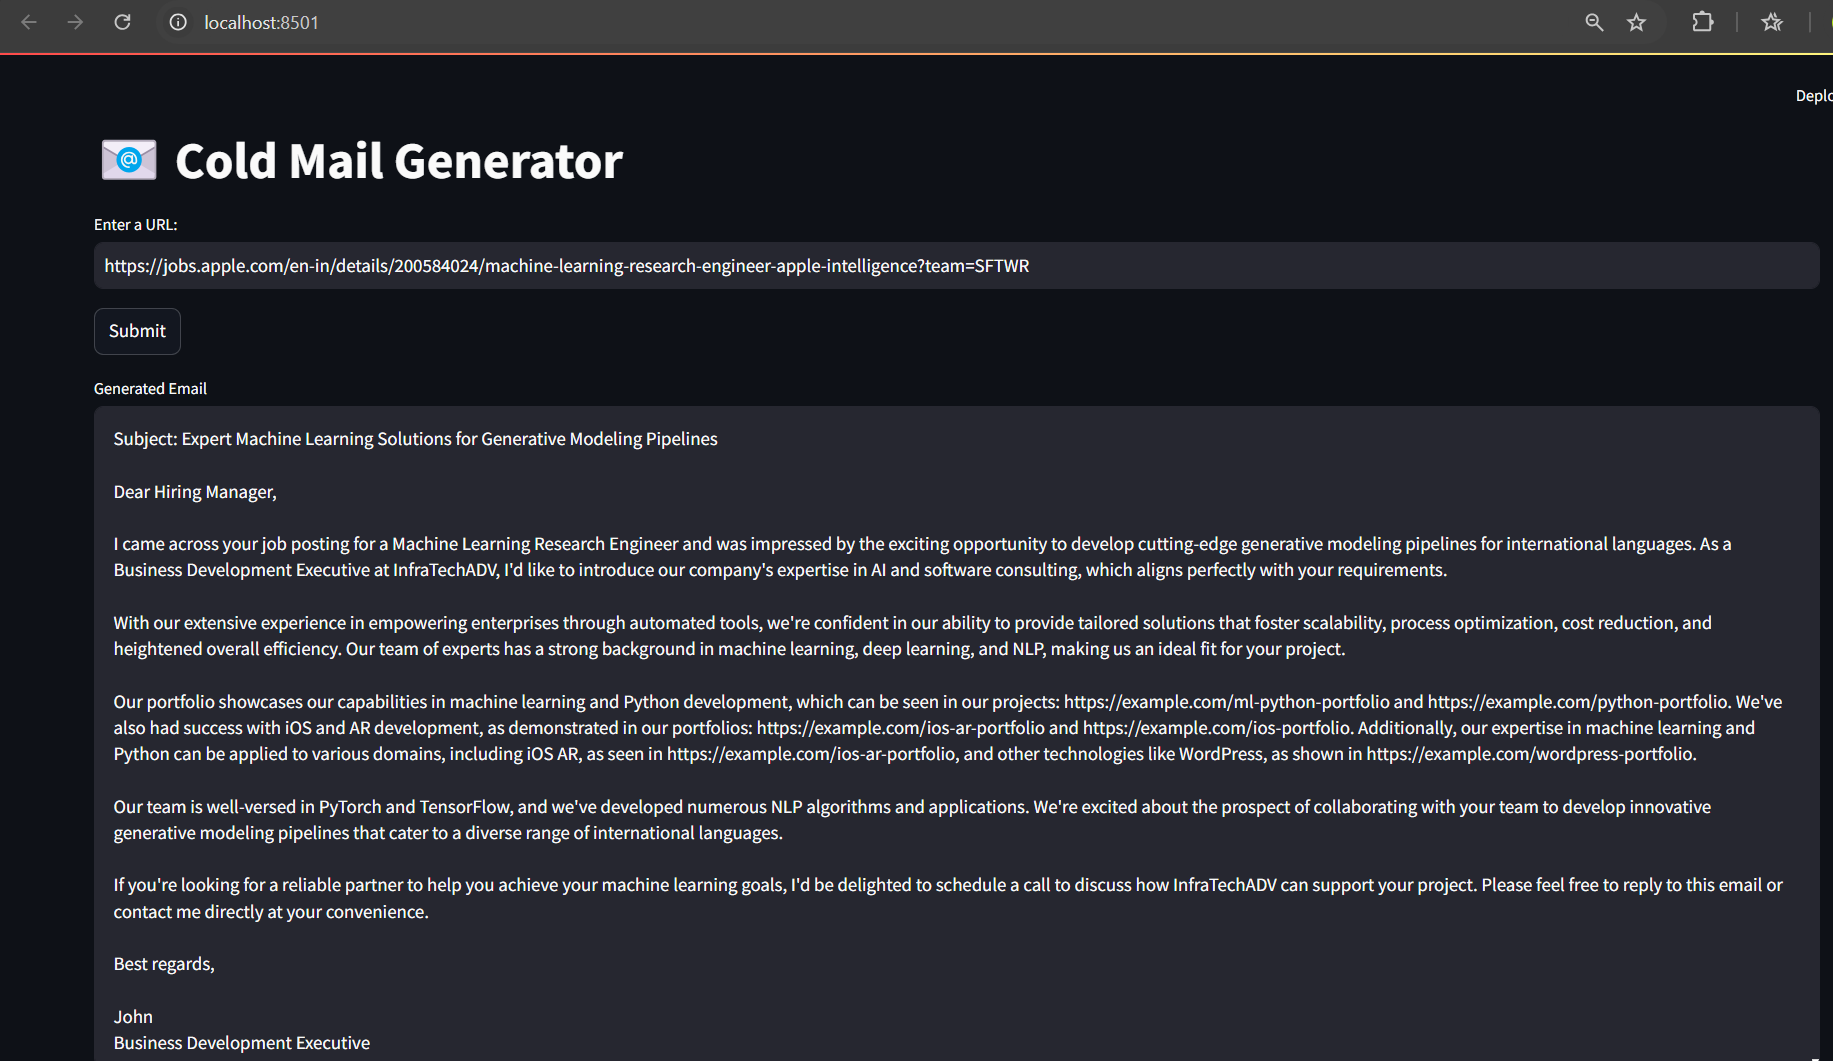 localhost:8501
Deplo
Cold Mail Generator
Enter a URL:
https://jobs.apple.com/en-in/details/200584024/machine-learning-research-engineer-apple-intelligence?team=SFTWR
Submit
Generated Email
Subject: Expert Machine Learning Solutions for Generative Modeling Pipelines
Dear Hiring Manager,
I came across your job posting for a Machine Learning Research Engineer and was impressed by the exciting opportunity to develop cutting-edge generative modeling pipelines for international languages. As a
Business Development Executive at InfraTechADV, I'd like to introduce our company's expertise in AI and software consulting, which aligns perfectly with your requirements.
With our extensive experience in empowering enterprises through automated tools, we're confident in our ability to provide tailored solutions that foster scalability, process optimization, cost reduction, and
heightened overall efficiency. Our team of experts has a strong background in machine learning, deep learning, and NLP, making us an ideal fit for your project.
Our portfolio showcases our capabilities in machine learning and Python development, which can be seen in our projects: https://example.com/ml-python-portfolio and https://example.com/python-portfolio. We've
also had success with iOS and AR development, as demonstrated in our portfolios: https://example.com/ios-ar-portfolio and https://example.com/ios-portfolio. Additionally, our expertise in machine learning and
Python can be applied to various domains, including iOS AR, as seen in https://example.com/ios-ar-portfolio, and other technologies like WordPress, as shown in https://example.com/wordpress-portfolio.
Our team is well-versed in PyTorch and TensorFlow, and we've developed numerous NLP algorithms and applications. We're excited about the prospect of collaborating with your team to develop innovative
generative modeling pipelines that cater to a diverse range of international languages.
If you're looking for a reliable partner to help you achieve your machine learning goals, I'd be delighted to schedule a call to discuss how InfraTechADV can support your project. Please feel free to reply to this email or
contact me directly at your convenience.
Best regards,
John
Business Development Executive